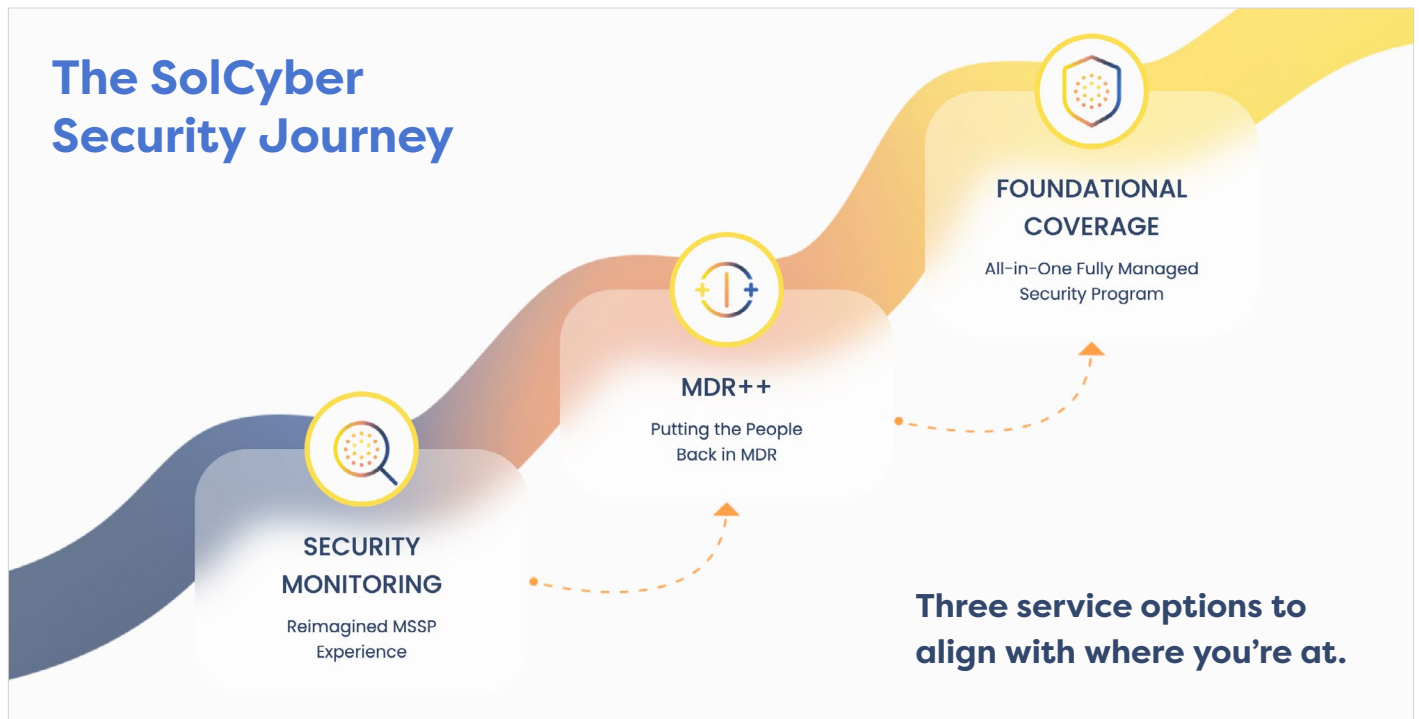 The SolCyber
Security Journey
FOUNDATIONAL
COVERAGE
All-in-One Fully Managed
Security Program
MDR++
Putting the People
Back in MDR
SECURITY
MONITORING
Reimagined MSSP
Experience
Three service options to
align with where you’re at.